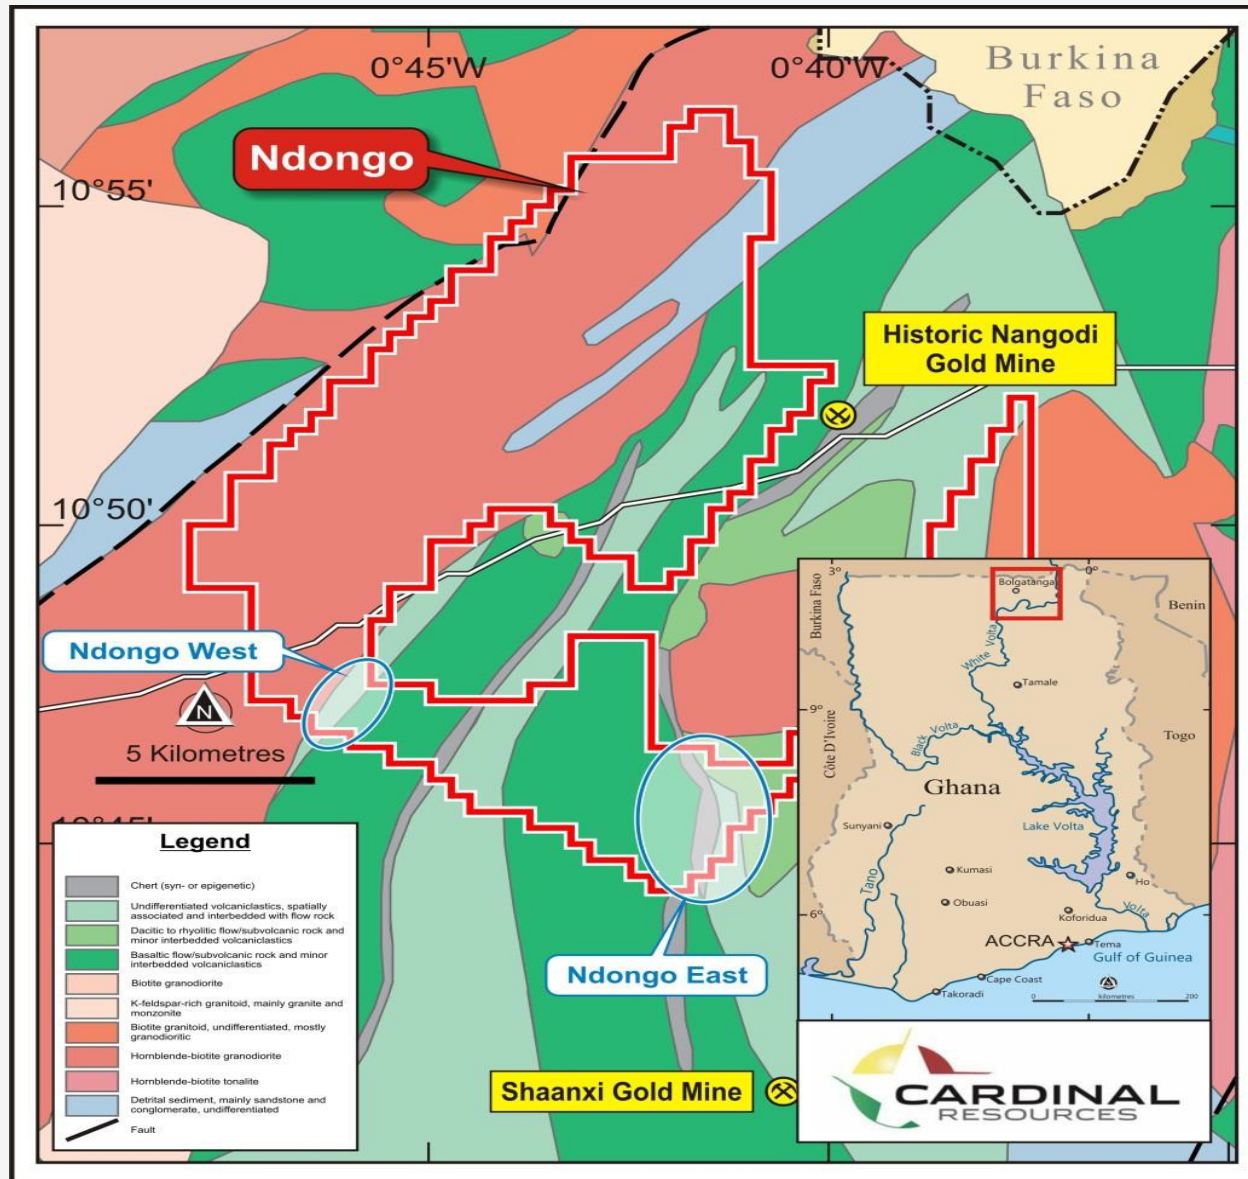 0°45'W
0°40'W
Burkina
Faso
Ndongo
10°55'
Historic Nangodi
Gold Mine
10°50'
Ndongo West
N
5 Kilometres
Legend
Chert (syn- or epigenetic)
Undifferentiated volcaniclastics, spatially
associated and interbedded with flow rock
Dacitic to rhyolitic flow/subvolcanic rock and
minor interbedded volcaniclastics
Basaltic flow/subvolcanic rock and minor
interbedded volcaniclastics
Biotite granodiorite
K-feldspar-rich granitoid, mainly granite and
monzonite
Biotite granitoid, undifferentiated, mostly
granodioritic
Hornblende-biotite granodiorite
Hornblende-biotite tonalite
Detrital sediment, mainly sandstone and
conglomerate, undifferentiated
Fault
Ndongo East
Shaanxi Gold Mine
3°
0°
Bolgatanga
Burkina Faso
Benin
White Volta
Tamale
9°
Black Volta
Togo
Côte D'Ivoire
Ghana
Sunyani
Lake Volta
Tano
Kumasi
Ho
Obuasi
Volta
6°
Koforidua
ACCRA
Tema
Gulf of Guinea
Cape Coast
Takoradi
0 kilometres 200
CARDINAL
RESOURCES